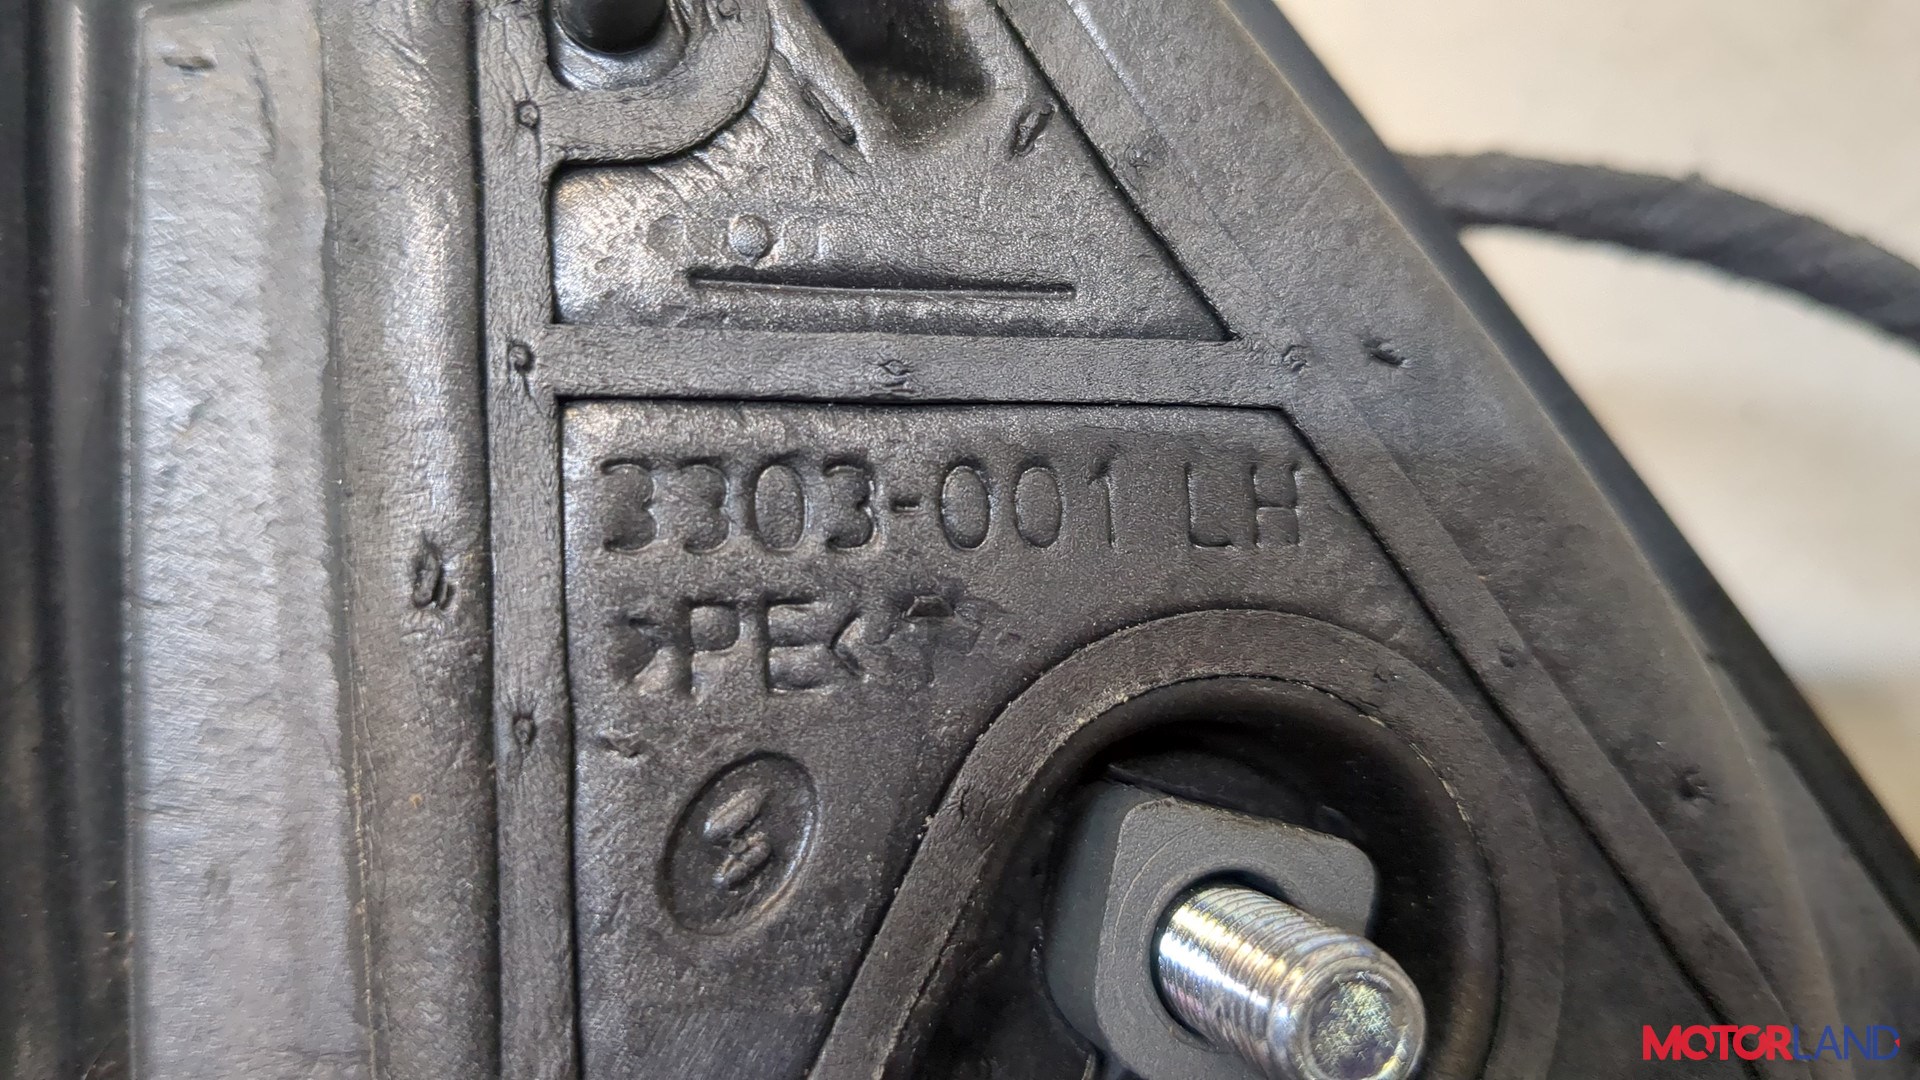 3303-001 LH
>PE<
MOTORLAND